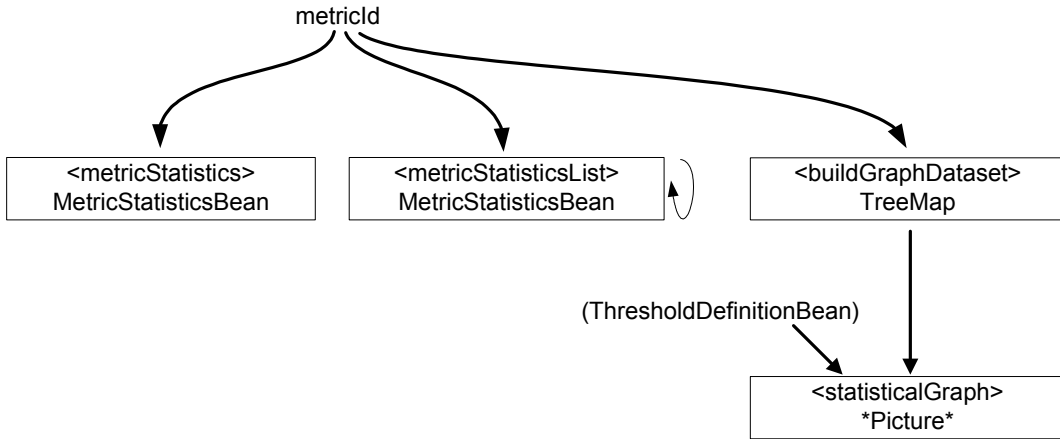 metricId
<metricStatistics>
MetricStatisticsBean
<metricStatisticsList>
MetricStatisticsBean
<buildGraphDataset>
TreeMap
(ThresholdDefinitionBean)
<statisticalGraph>
*Picture*